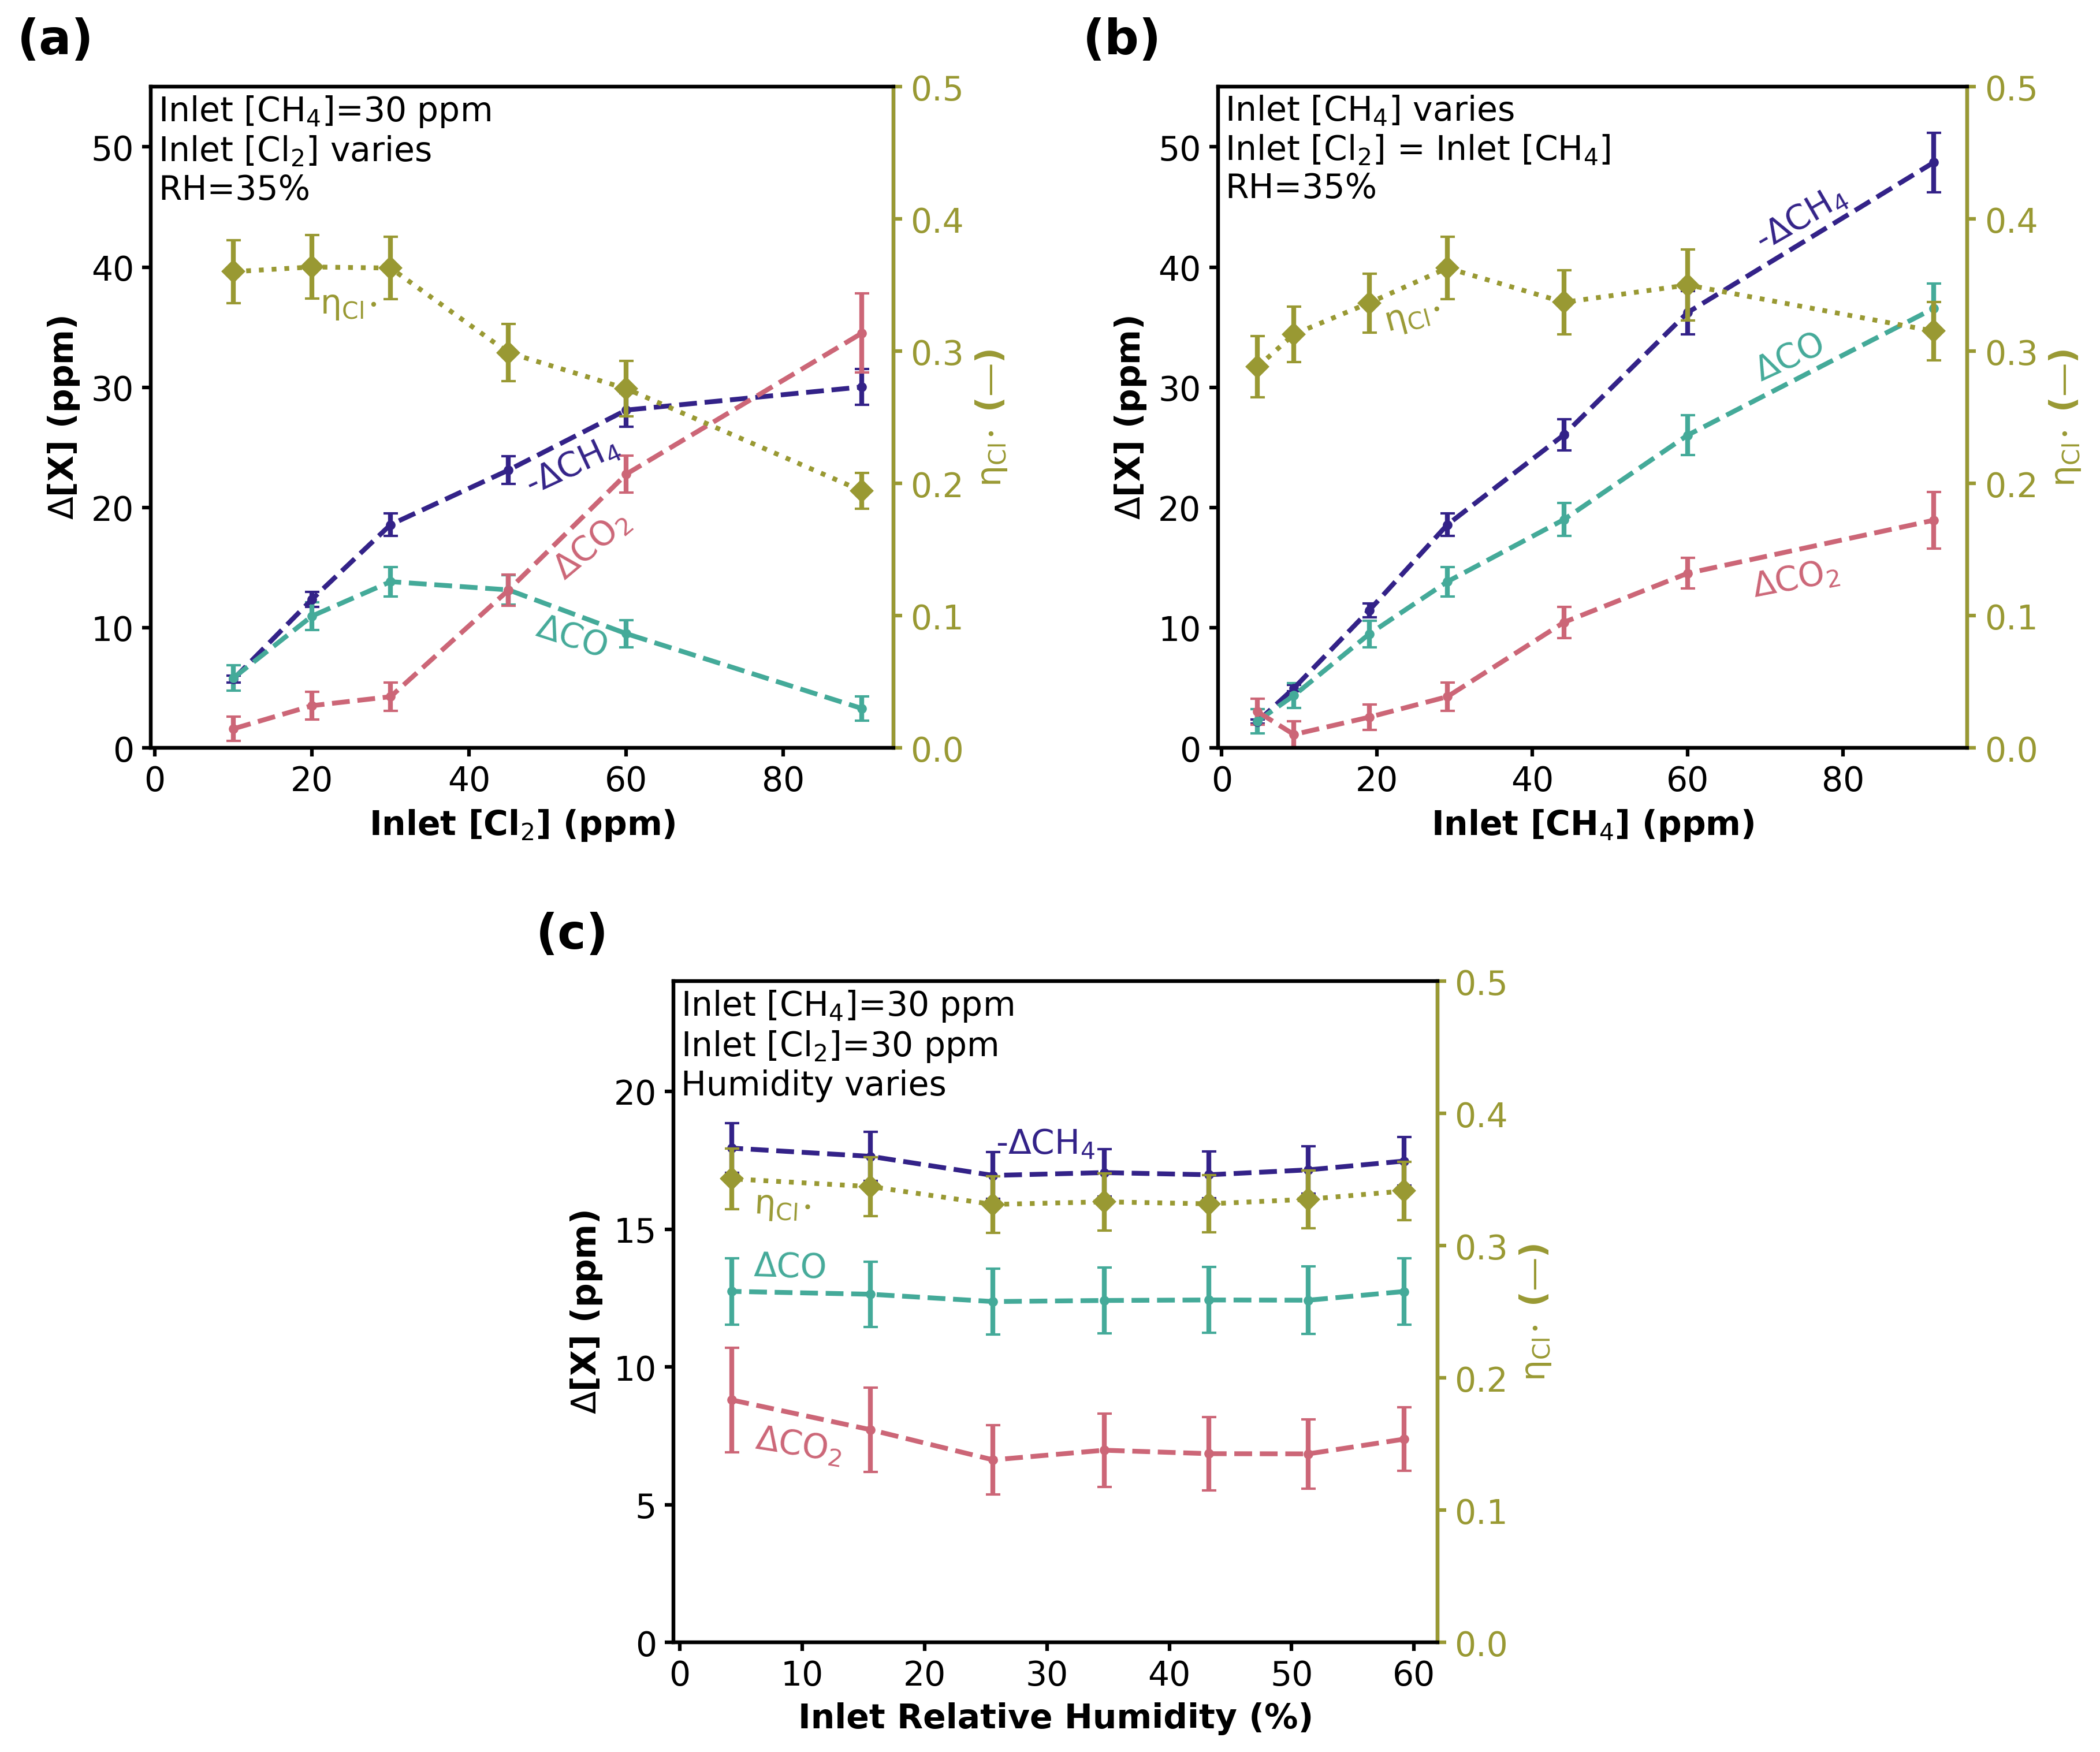 (a)
Inlet [CH₄]=30 ppm
Inlet [Cl₂] varies
RH=35%
50
40
30
20
10
0
Δ[X] (ppm)
0.5
0.4
0.3
0.2
0.1
0.0
η_Cl· (—)
η_Cl·
-ΔCH₄
ΔCO₂
ΔCO
0 20 40 60 80
Inlet [Cl₂] (ppm)
(b)
Inlet [CH₄] varies
Inlet [Cl₂] = Inlet [CH₄]
RH=35%
50
40
30
20
10
0
Δ[X] (ppm)
0.5
0.4
0.3
0.2
0.1
0.0
η_Cl· (—)
-ΔCH₄
η_Cl·
ΔCO
ΔCO₂
0 20 40 60 80
Inlet [CH₄] (ppm)
(c)
Inlet [CH₄]=30 ppm
Inlet [Cl₂]=30 ppm
Humidity varies
20
15
10
5
0
Δ[X] (ppm)
0.5
0.4
0.3
0.2
0.1
0.0
η_Cl· (—)
-ΔCH₄
η_Cl·
ΔCO
ΔCO₂
0 10 20 30 40 50 60
Inlet Relative Humidity (%)